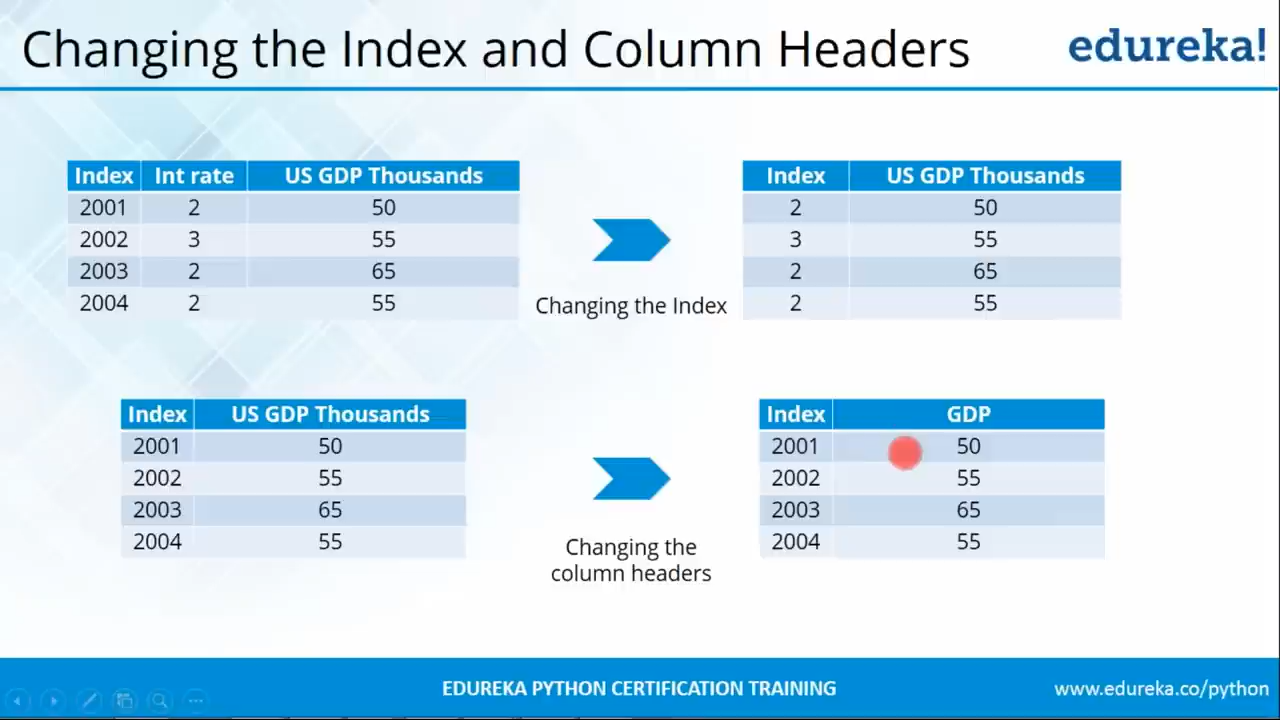 Changing the Index and Column Headers
edureka!
Index Int rate US GDP Thousands
2001 2 50
2002 3 55
2003 2 65
2004 2 55
Changing the Index
Index US GDP Thousands
2 50
3 55
2 65
2 55
Index US GDP Thousands
2001 50
2002 55
2003 65
2004 55
Changing the
column headers
Index GDP
2001 50
2002 55
2003 65
2004 55
EDUREKA PYTHON CERTIFICATION TRAINING
www.edureka.co/python